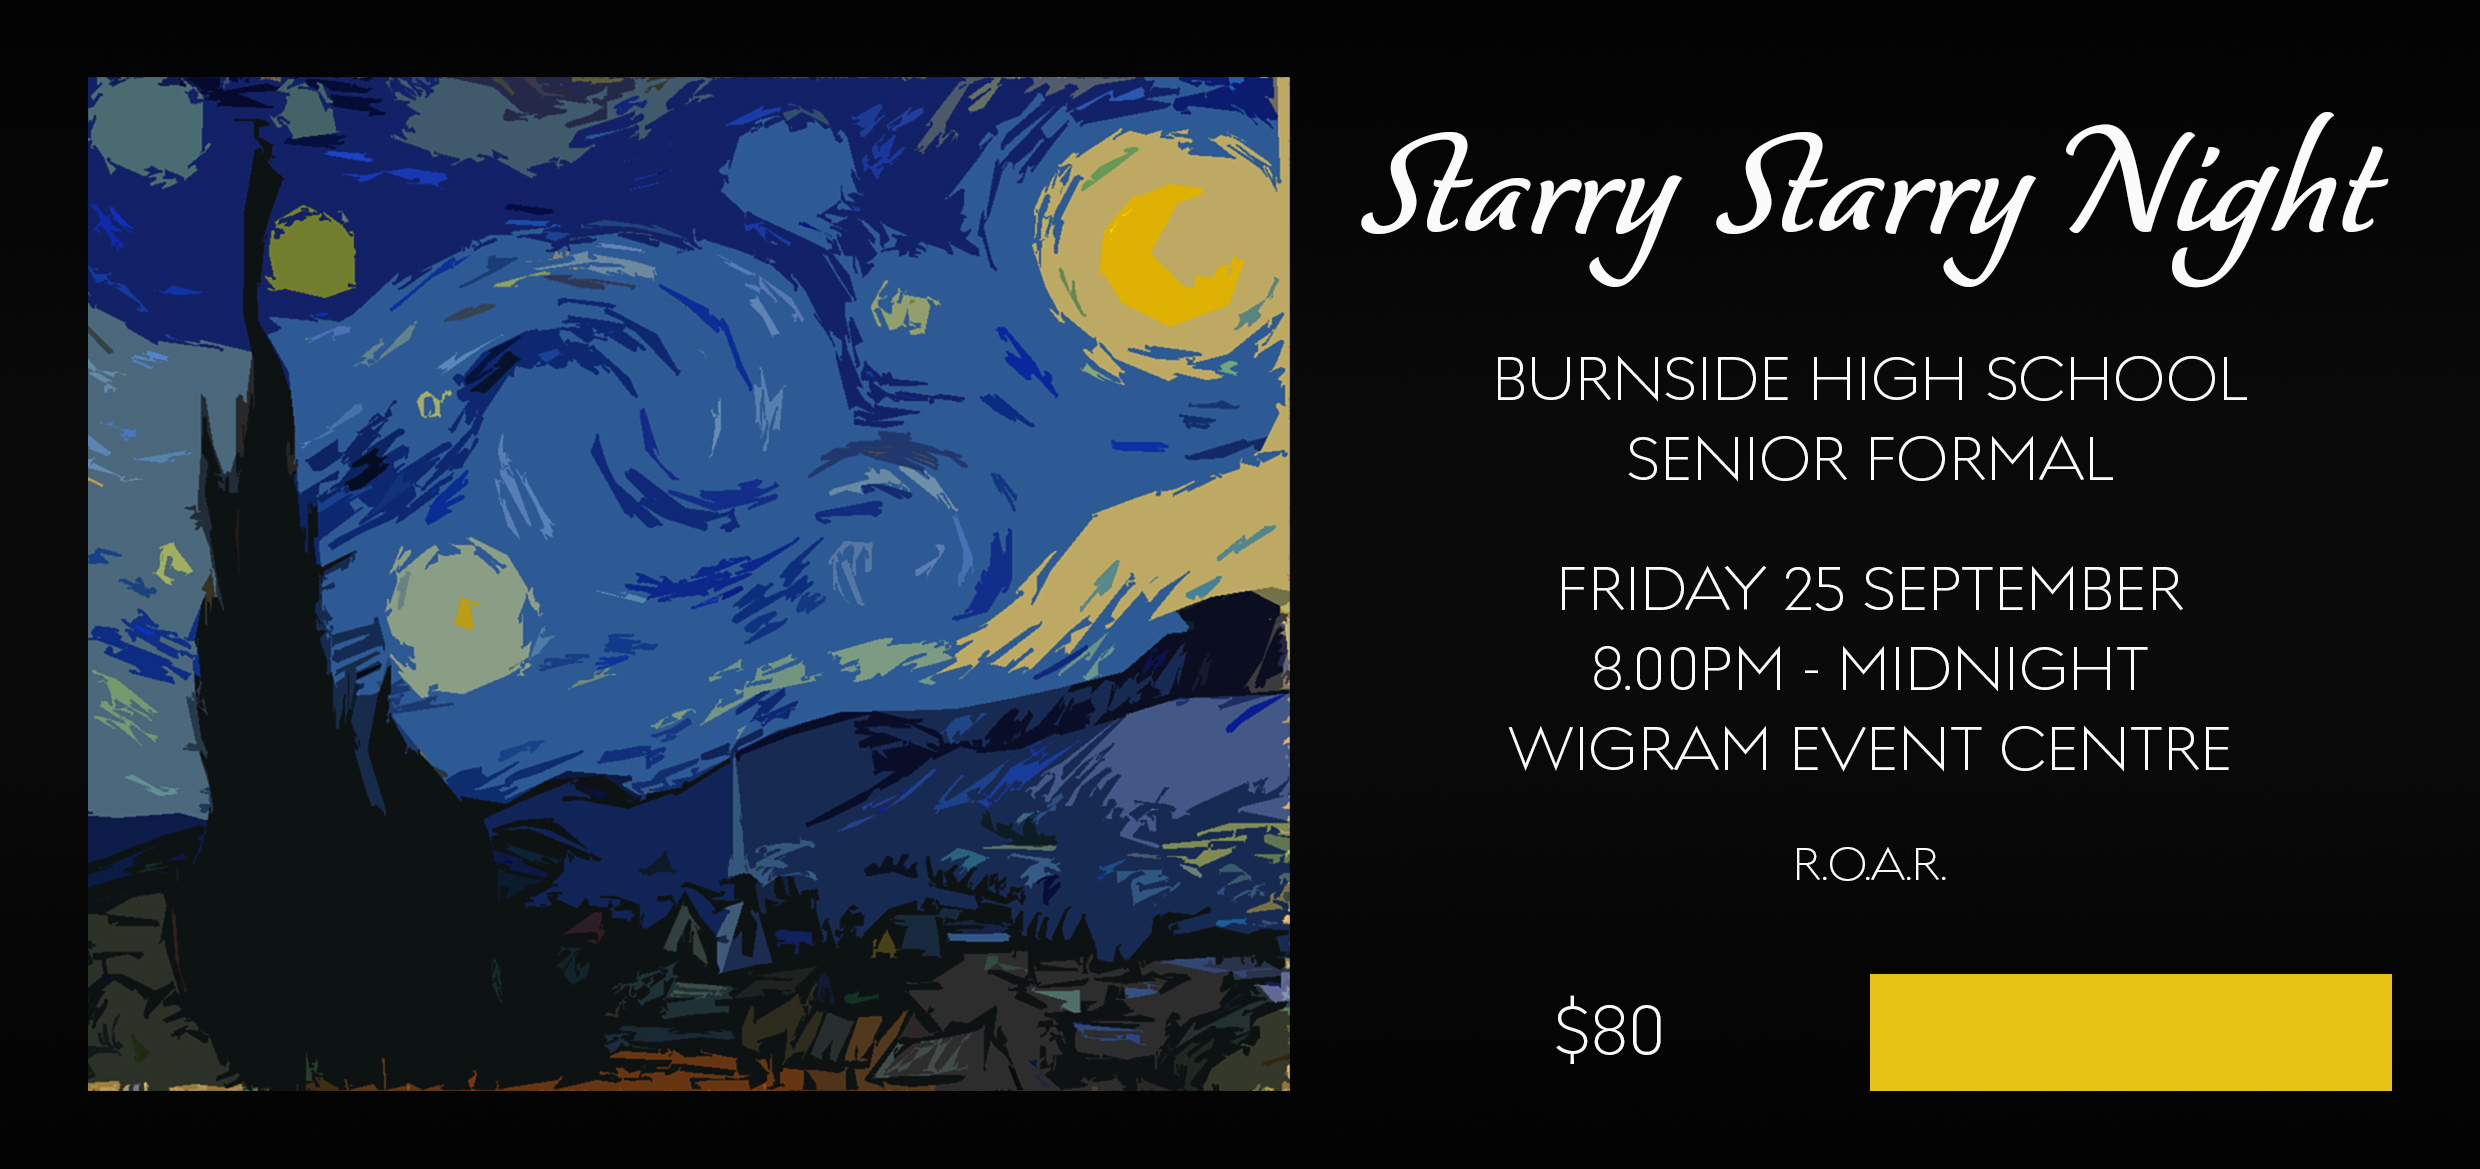 Starry Starry Night
BURNSIDE HIGH SCHOOL
SENIOR FORMAL
FRIDAY 25 SEPTEMBER
8.00PM - MIDNIGHT
WIGRAM EVENT CENTRE
R.O.A.R.
$80